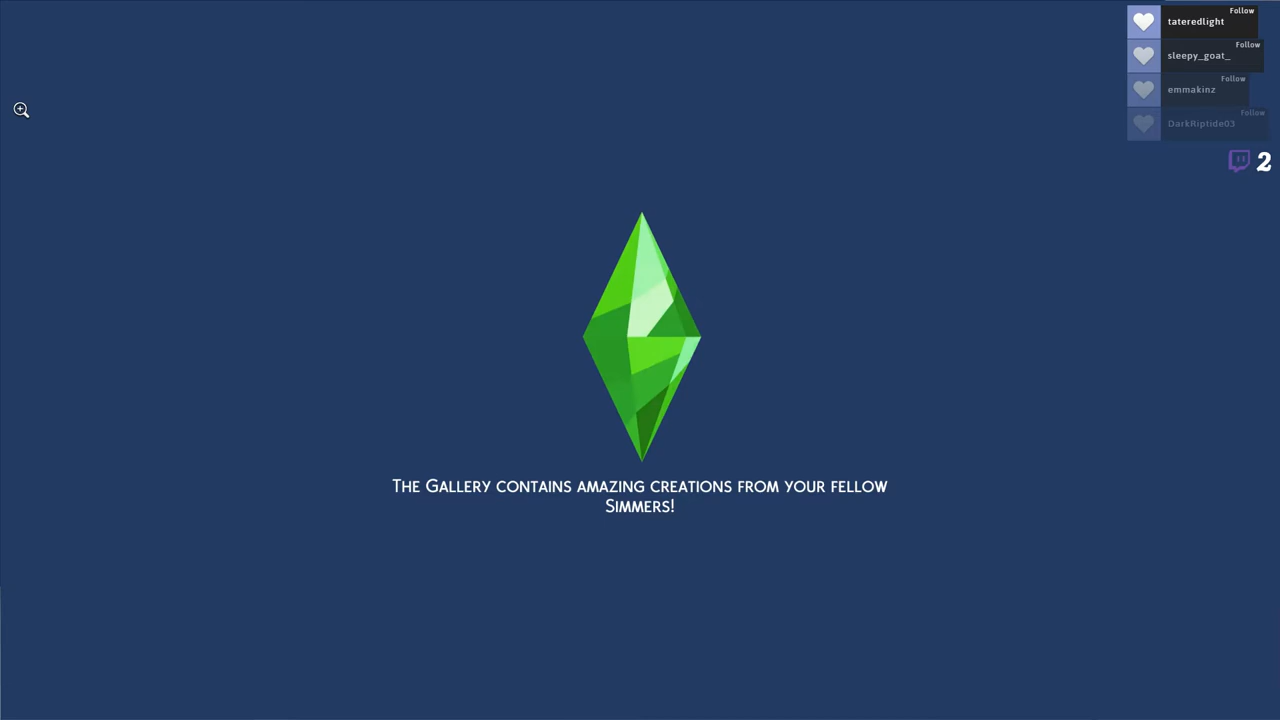 Follow
tateredlight
Follow
sleepy_goat_
Follow
emmakinz
Follow
DarkRiptide03
2
The Gallery contains amazing creations from your fellow
Simmers!